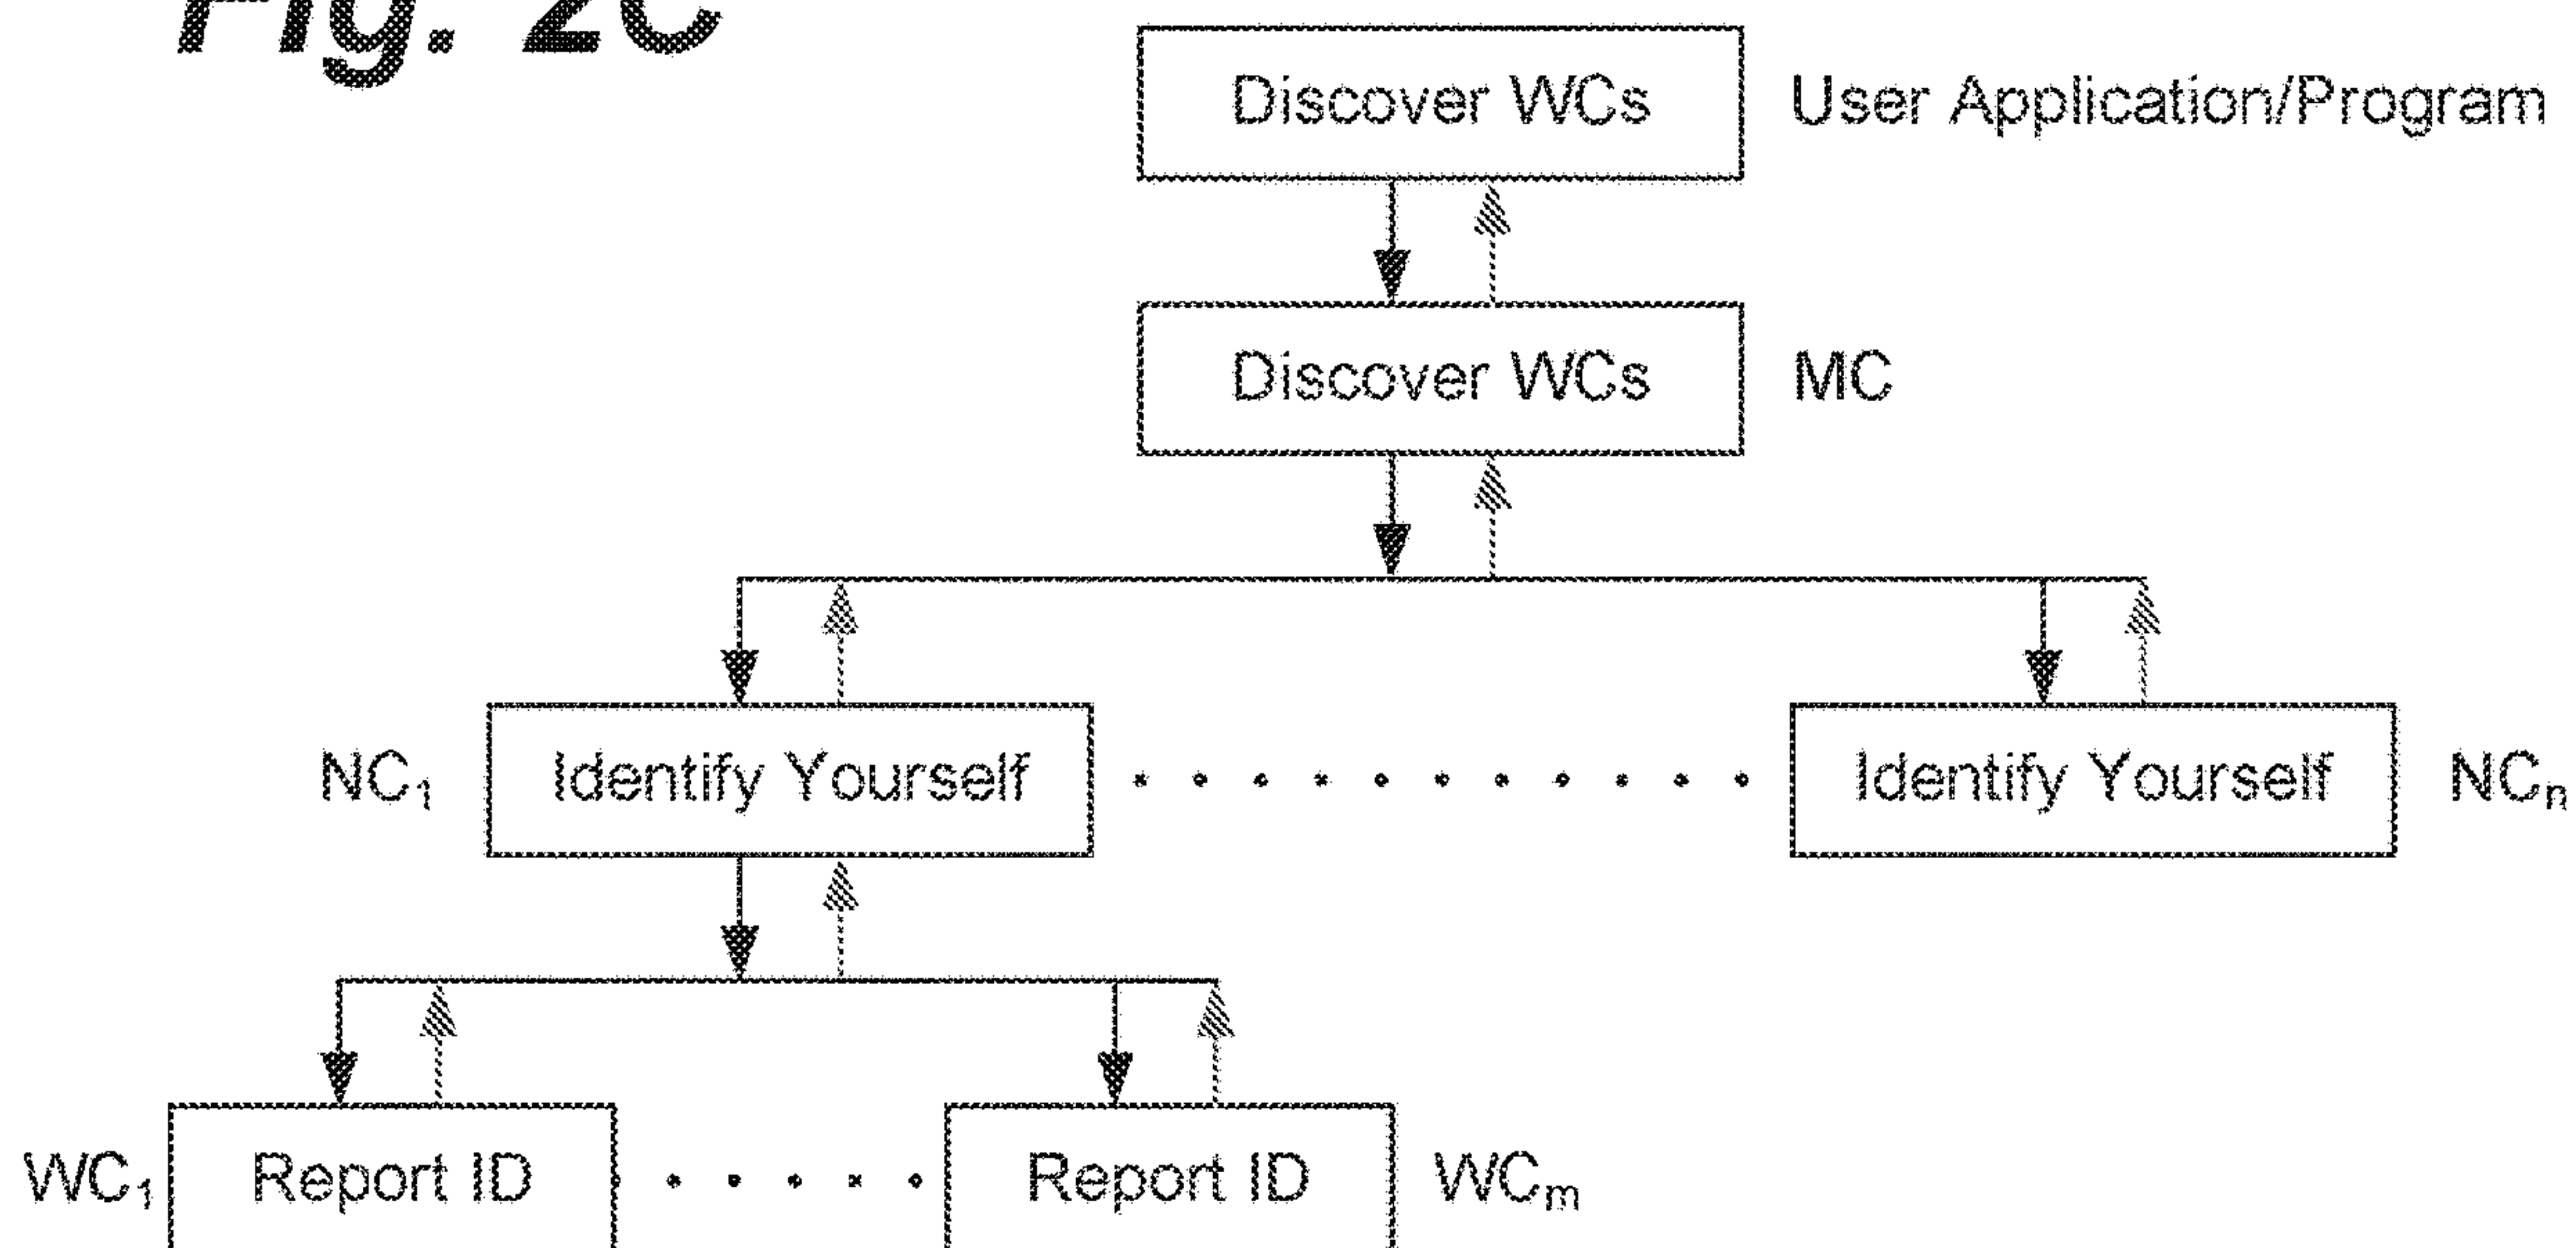 Fig. 2C
Discover WCs User Application/Program
Discover WCs MC
NC₁ Identify Yourself Identify Yourself NCₙ
WC₁ Report ID Report ID WCₘ